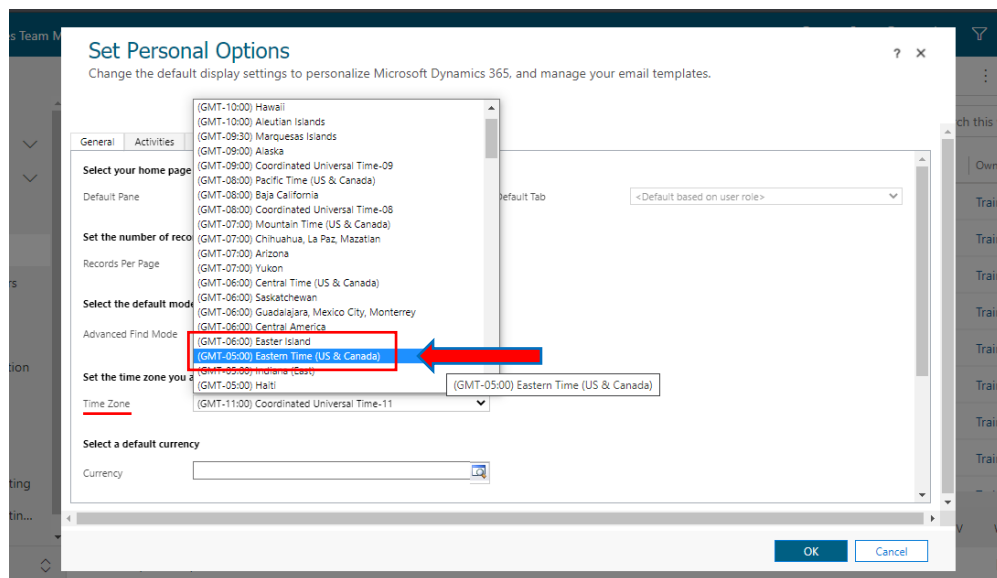 s Team M
Set Personal Options
? ×
Change the default display settings to personalize Microsoft Dynamics 365, and manage your email templates.
ch this
General Activities
Own
Select your home page
Default Pane
Default Tab <Default based on user role>
Set the number of reco
Records Per Page
Select the default mode
Advanced Find Mode
Set the time zone you a
(GMT-10:00) Hawaii
(GMT-10:00) Aleutian Islands
(GMT-09:30) Marquesas Islands
(GMT-09:00) Alaska
(GMT-09:00) Coordinated Universal Time-09
(GMT-08:00) Pacific Time (US & Canada)
(GMT-08:00) Baja California
(GMT-08:00) Coordinated Universal Time-08
(GMT-07:00) Mountain Time (US & Canada)
(GMT-07:00) Chihuahua, La Paz, Mazatlan
(GMT-07:00) Arizona
(GMT-07:00) Yukon
(GMT-06:00) Central Time (US & Canada)
(GMT-06:00) Saskatchewan
(GMT-06:00) Guadalajara, Mexico City, Monterrey
(GMT-06:00) Central America
(GMT-06:00) Easter Island
(GMT-05:00) Eastern Time (US & Canada)
(GMT-05:00) Indiana (East)
(GMT-05:00) Haiti
(GMT-05:00) Eastern Time (US & Canada)
Time Zone (GMT-11:00) Coordinated Universal Time-11
Select a default currency
Currency
OK Cancel
Trai
Trai
Trai
Trai
Trai
Trai
Trai
Trai
rs
tion
ting
tin...